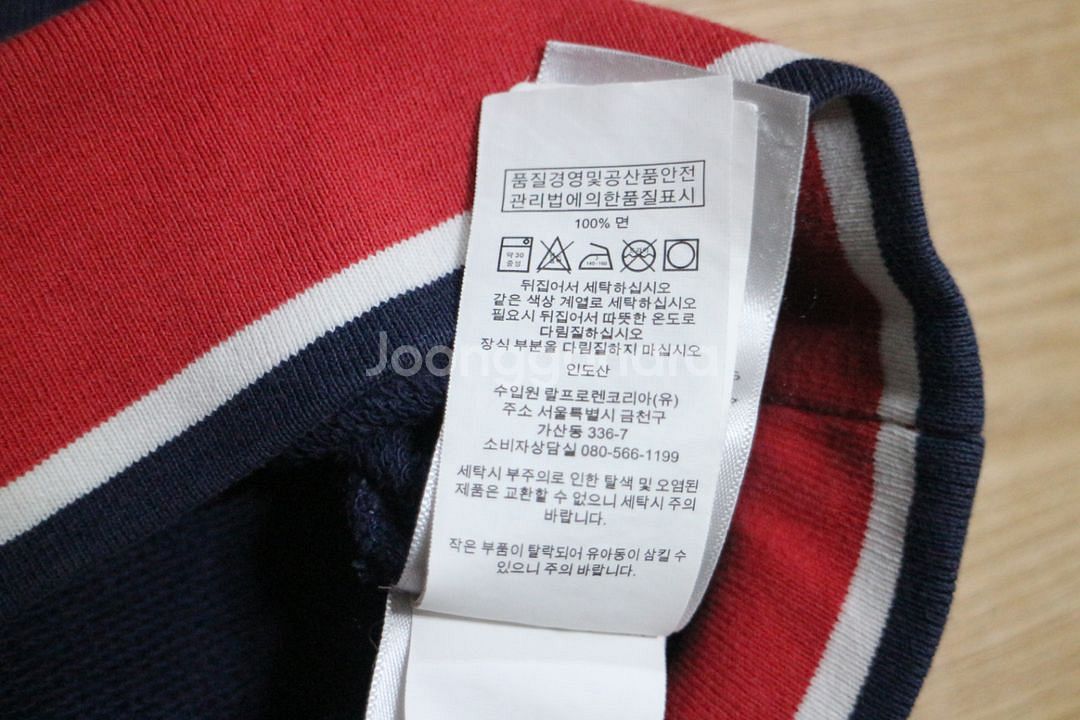 품질경영및공산품안전
관리법에의한품질표시
100% 면
약 30
중성
140~160
뒤집어서 세탁하십시오
같은 색상 계열로 세탁하십시오
필요시 뒤집어서 따뜻한 온도로
다림질하십시오
장식 부분을 다림질하지 마십시오
인도산
수입원 랄프로렌코리아(유)
주소 서울특별시 금천구
가산동 336-7
소비자상담실 080-566-1199
세탁시 부주의로 인한 탈색 및 오염된
제품은 교환할 수 없으니 세탁시 주의
바랍니다.
작은 부품이 탈락되어 유아동이 삼킬 수
있으니 주의 바랍니다.
Joonggonara